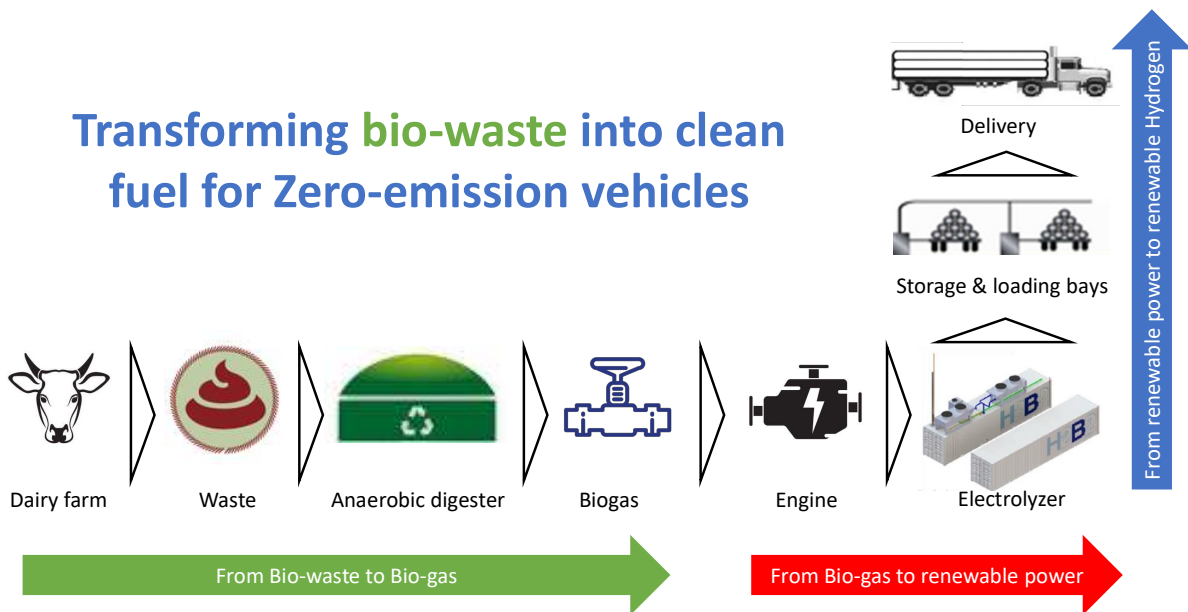 Transforming bio-waste into clean
fuel for Zero-emission vehicles
Delivery
Storage & loading bays
From renewable power to renewable Hydrogen
Dairy farm
Waste
Anaerobic digester
Biogas
Engine
Electrolyzer
H2B
H2B
From Bio-waste to Bio-gas
From Bio-gas to renewable power